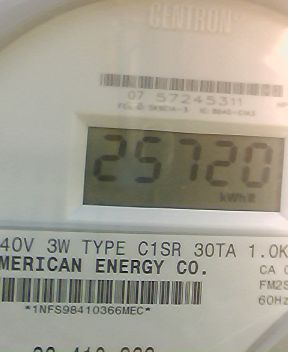 CENTRON
07 57245311
25720
kWh
40V 3W TYPE C1SR 30TA 1.0K
MERICAN ENERGY CO.
CA
FM2S
60Hz
*1NFS98410366MEC*